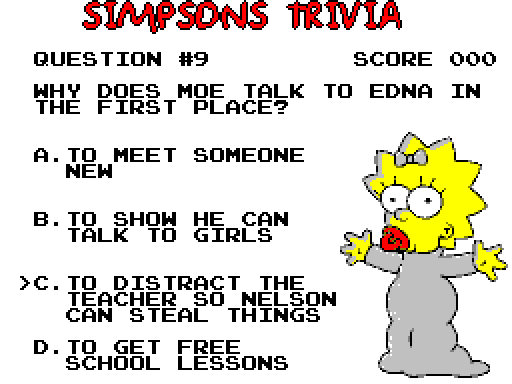 SIMPSONS TRIVIA
QUESTION #9 SCORE 000
WHY DOES MOE TALK TO EDNA IN
THE FIRST PLACE?
A. TO MEET SOMEONE
NEW
B. TO SHOW HE CAN
TALK TO GIRLS
>C. TO DISTRACT THE
TEACHER SO NELSON
CAN STEAL THINGS
D. TO GET FREE
SCHOOL LESSONS